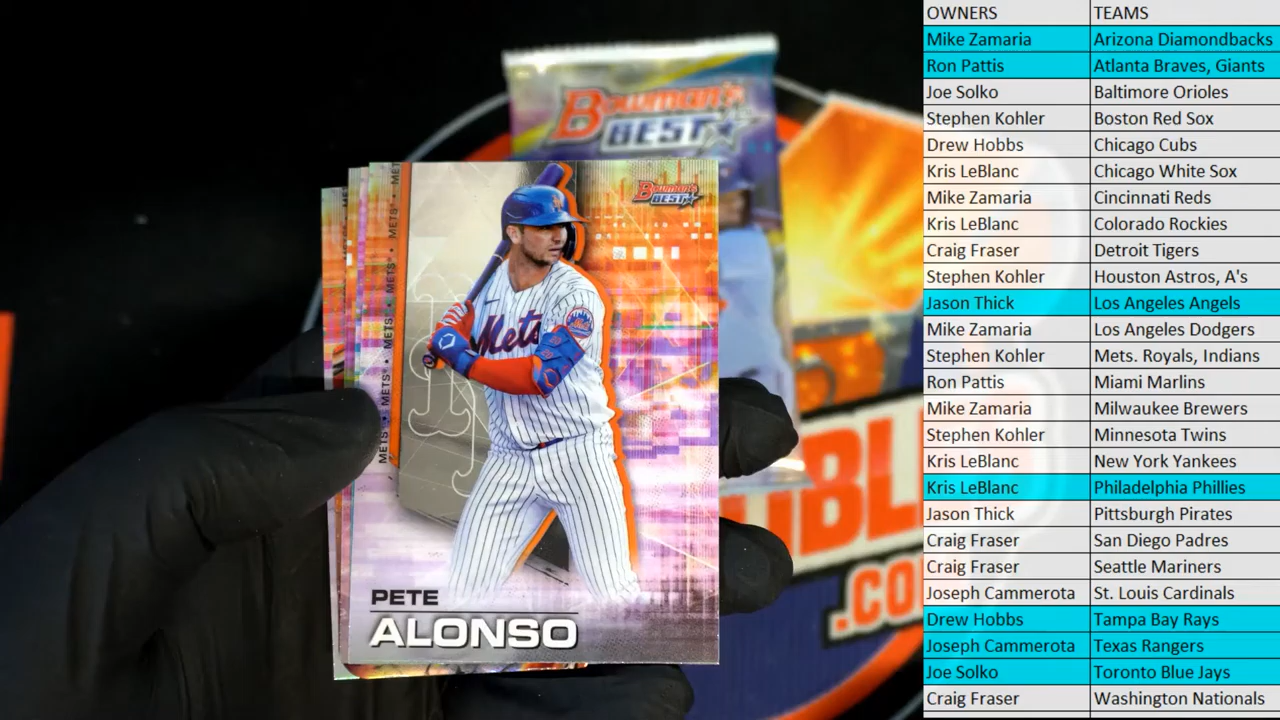 Bowman's
BEST
Bowman's
BEST
METS • METS • METS • METS • MET
Mets
PETE
ALONSO
IBL
.CO
OWNERS TEAMS
Mike Zamaria Arizona Diamondbacks
Ron Pattis Atlanta Braves, Giants
Joe Solko Baltimore Orioles
Stephen Kohler Boston Red Sox
Drew Hobbs Chicago Cubs
Kris LeBlanc Chicago White Sox
Mike Zamaria Cincinnati Reds
Kris LeBlanc Colorado Rockies
Craig Fraser Detroit Tigers
Stephen Kohler Houston Astros, A's
Jason Thick Los Angeles Angels
Mike Zamaria Los Angeles Dodgers
Stephen Kohler Mets. Royals, Indians
Ron Pattis Miami Marlins
Mike Zamaria Milwaukee Brewers
Stephen Kohler Minnesota Twins
Kris LeBlanc New York Yankees
Kris LeBlanc Philadelphia Phillies
Jason Thick Pittsburgh Pirates
Craig Fraser San Diego Padres
Craig Fraser Seattle Mariners
Joseph Cammerota St. Louis Cardinals
Drew Hobbs Tampa Bay Rays
Joseph Cammerota Texas Rangers
Joe Solko Toronto Blue Jays
Craig Fraser Washington Nationals